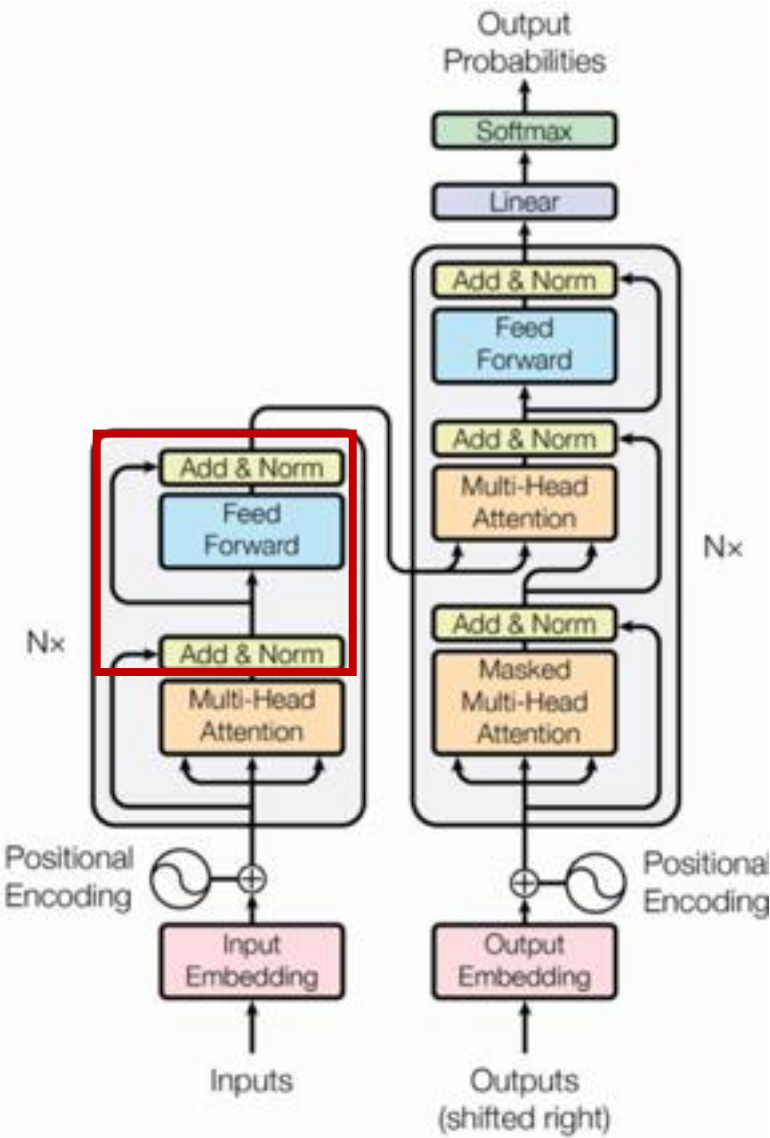 Output
Probabilities
Softmax
Linear
Add & Norm
Feed
Forward
Add & Norm
Multi-Head
Attention
Add & Norm
Masked
Multi-Head
Attention
Nx
Add & Norm
Feed
Forward
Add & Norm
Multi-Head
Attention
Nx
Positional
Encoding
Positional
Encoding
Input
Embedding
Output
Embedding
Inputs
Outputs
(shifted right)